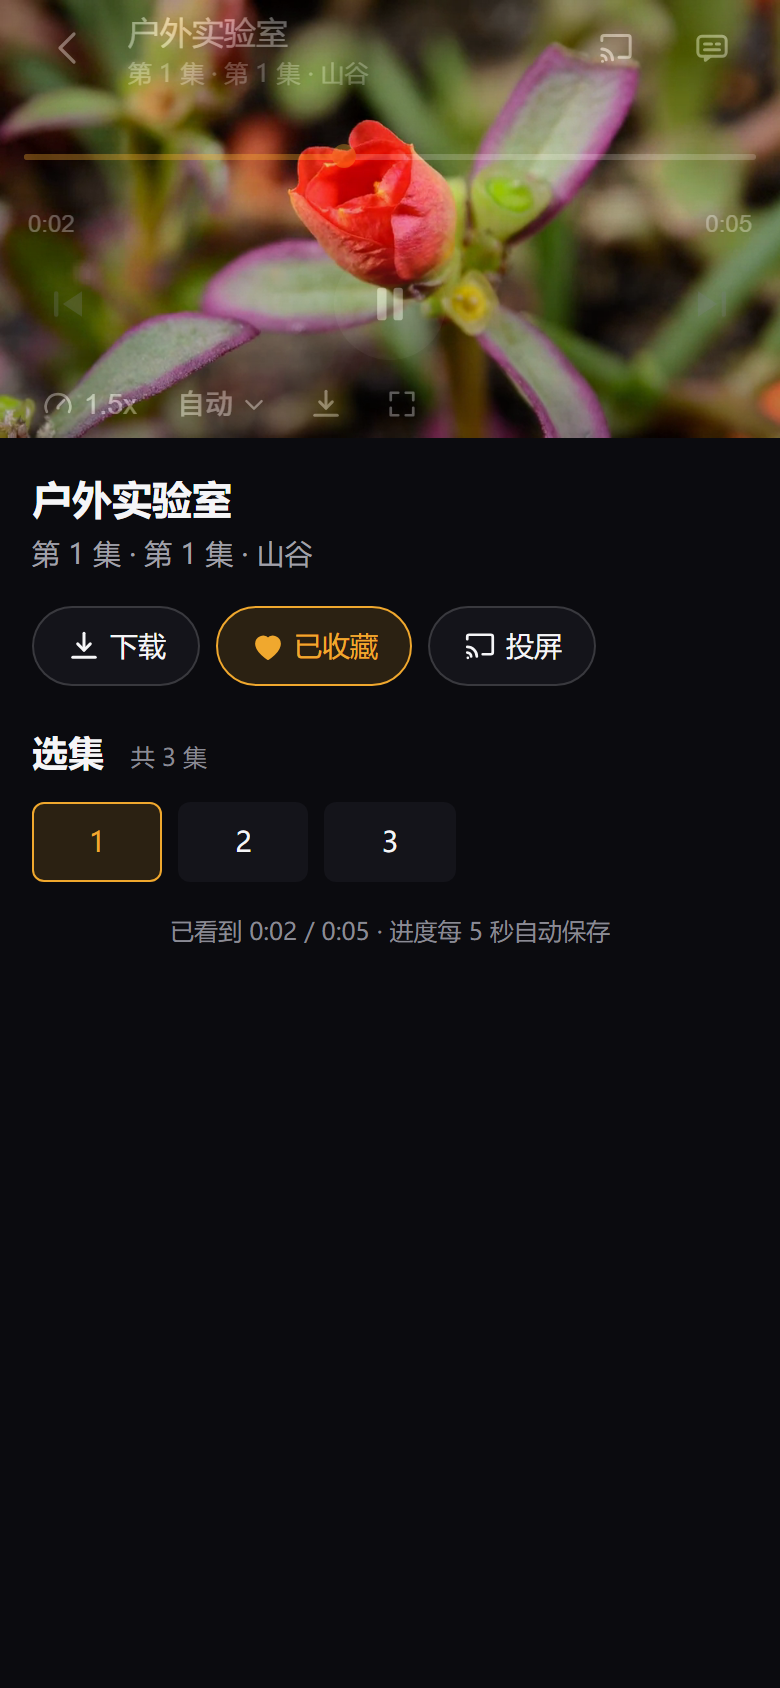 户外实验室
第 1 集 · 第 1 集 · 山谷
0:02 0:05
1.5x 自动
户外实验室
第 1 集 · 第 1 集 · 山谷
下载 已收藏 投屏
选集 共 3 集
1 2 3
已看到 0:02 / 0:05 · 进度每 5 秒自动保存